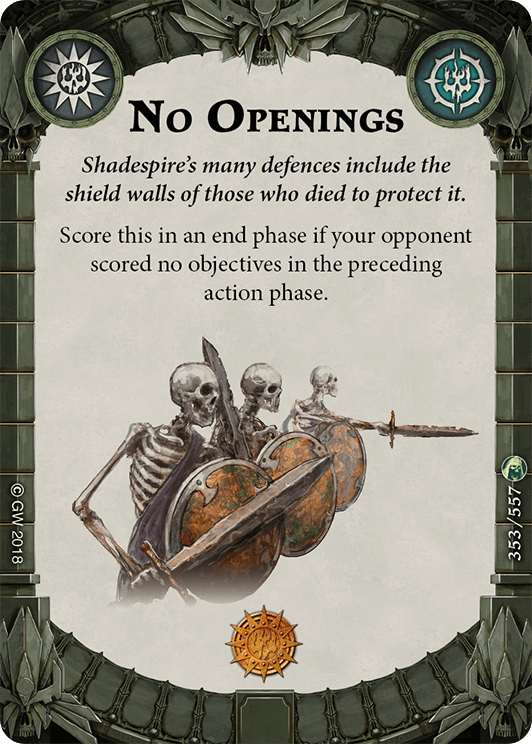 No Openings
Shadespire's many defences include the
shield walls of those who died to protect it.
Score this in an end phase if your opponent
scored no objectives in the preceding
action phase.
© GW 2018
353/557